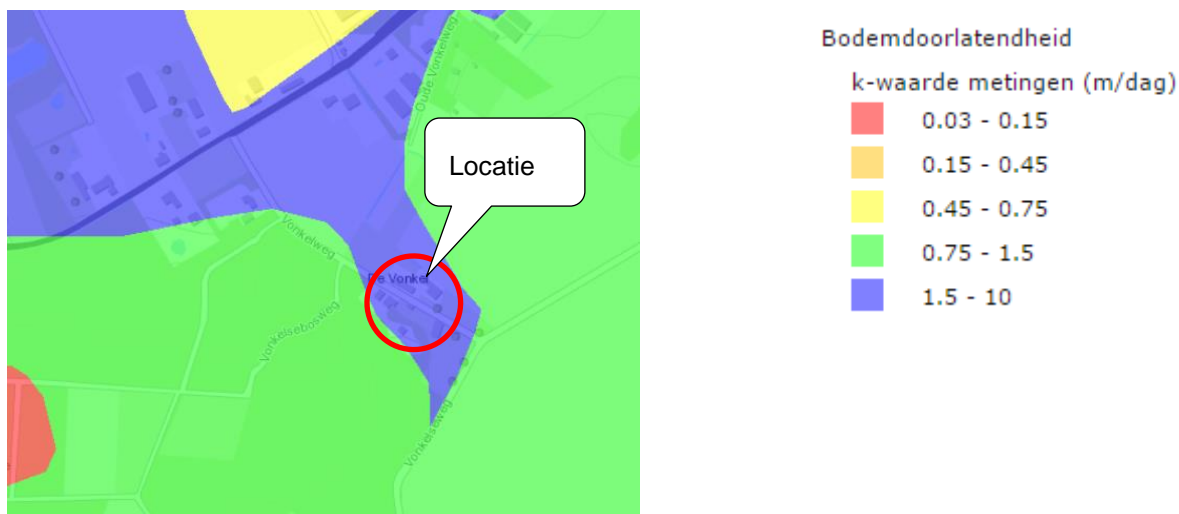 Oude Vonkelweg
Locatie
Vonkelweg
De Vonkel
Vonkelsebosweg
Vonkelseweg
Bodemdoorlatendheid
k-waarde metingen (m/dag)
0.03 - 0.15
0.15 - 0.45
0.45 - 0.75
0.75 - 1.5
1.5 - 10